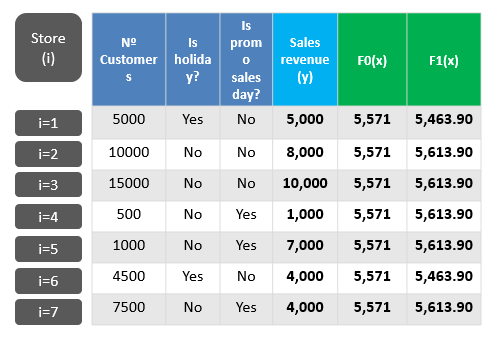 Store (i) Nº Customers Is holiday? Is promo sales day? Sales revenue (y) F0(x) F1(x)
i=1 5000 Yes No 5,000 5,571 5,463.90
i=2 10000 No No 8,000 5,571 5,613.90
i=3 15000 No No 10,000 5,571 5,613.90
i=4 500 No Yes 1,000 5,571 5,613.90
i=5 1000 No Yes 7,000 5,571 5,613.90
i=6 4500 Yes No 4,000 5,571 5,463.90
i=7 7500 No Yes 4,000 5,571 5,613.90